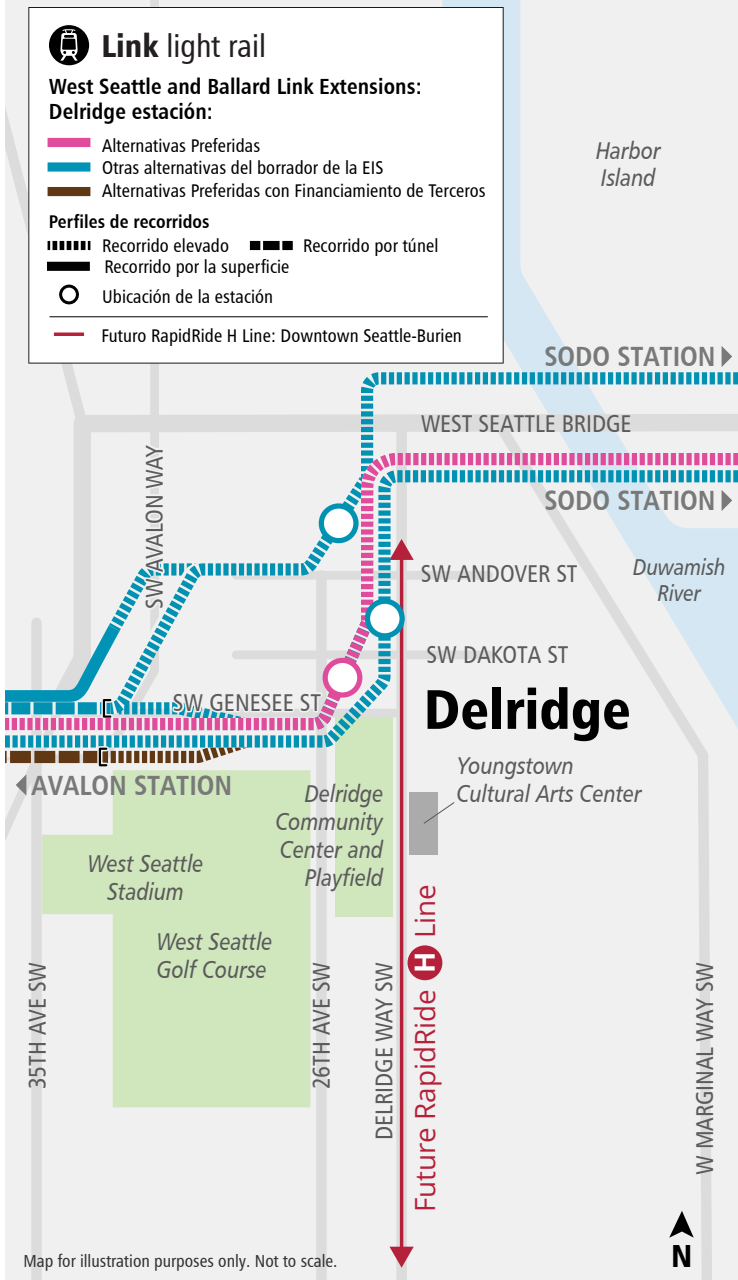 Link light rail
West Seattle and Ballard Link Extensions:
Delridge estación:
Alternativas Preferidas
Otras alternativas del borrador de la EIS
Alternativas Preferidas con Financiamiento de Terceros
Perfiles de recorridos
Recorrido elevado
Recorrido por túnel
Recorrido por la superficie
Ubicación de la estación
Futuro RapidRide H Line: Downtown Seattle-Burien
Harbor
Island
SODO STATION
WEST SEATTLE BRIDGE
SODO STATION
SW AVALON WAY
SW ANDOVER ST
Duwamish
River
SW DAKOTA ST
SW GENESEE ST
Delridge
AVALON STATION
Youngstown
Cultural Arts Center
Delridge
Community
Center and
Playfield
West Seattle
Stadium
West Seattle
Golf Course
35TH AVE SW
26TH AVE SW
DELRIDGE WAY SW
Future RapidRide H Line
W MARGINAL WAY SW
Map for illustration purposes only. Not to scale.
N